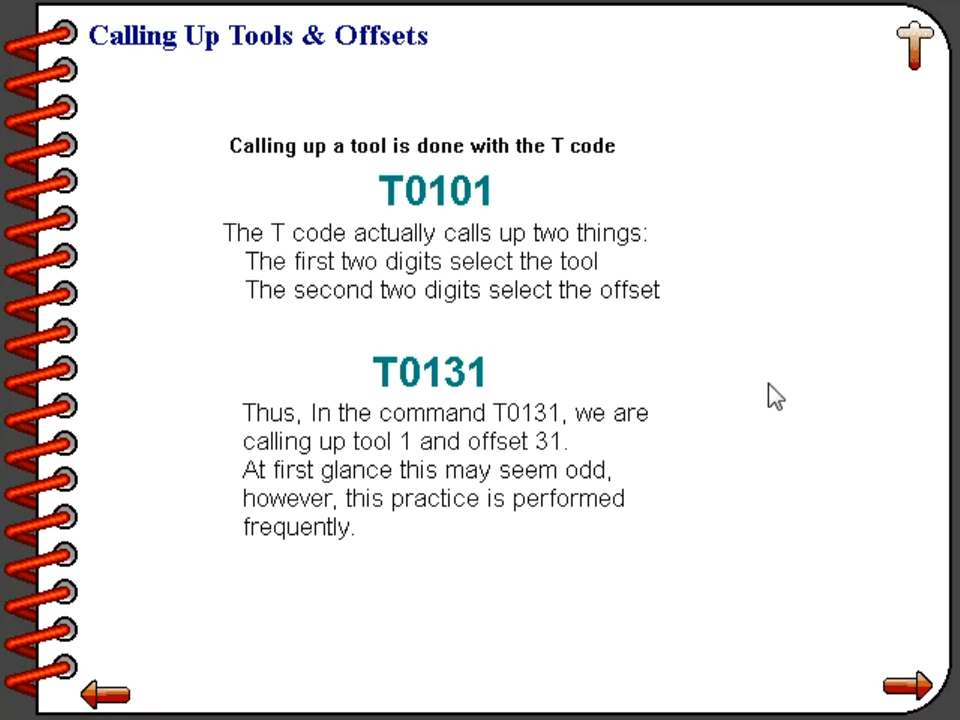 Calling Up Tools & Offsets
Calling up a tool is done with the T code
T0101
The T code actually calls up two things:
The first two digits select the tool
The second two digits select the offset
T0131
Thus, In the command T0131, we are
calling up tool 1 and offset 31.
At first glance this may seem odd,
however, this practice is performed
frequently.